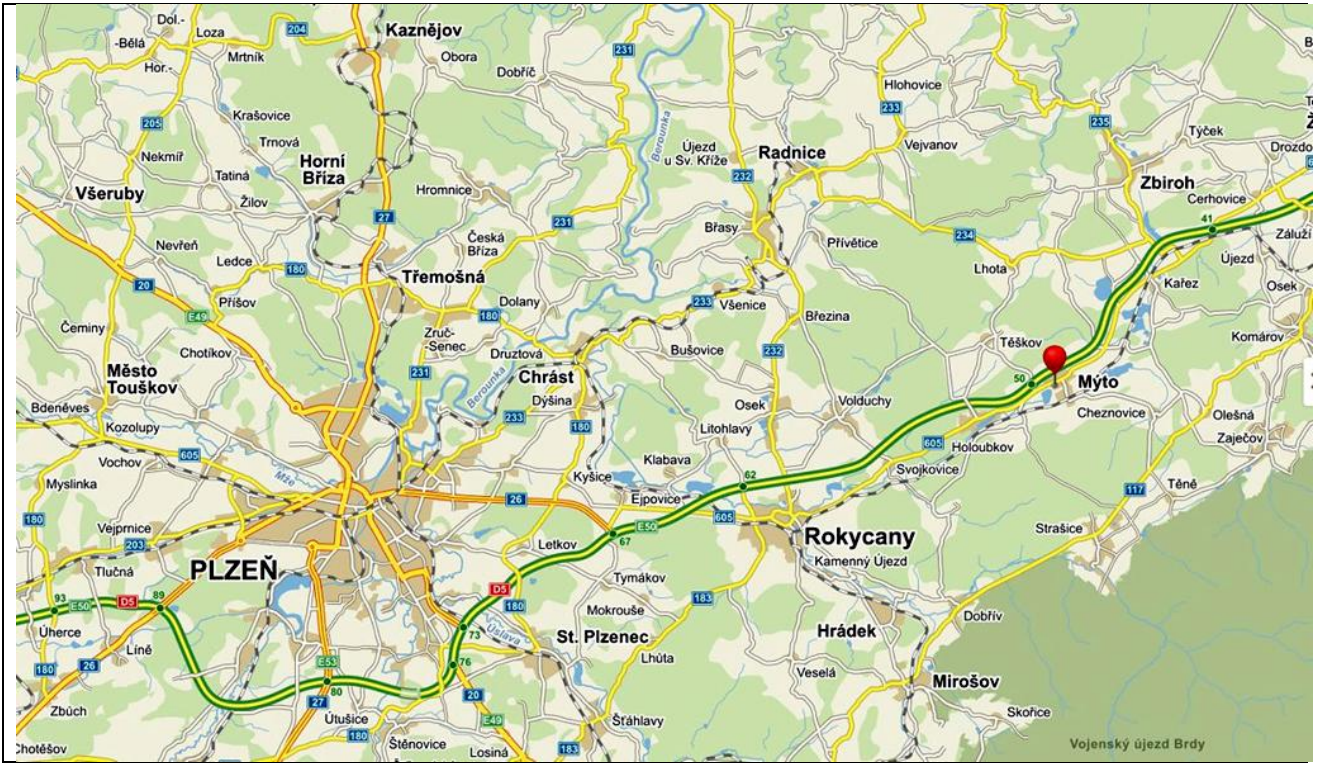 Dol.-
-Bělá
Loza
204
Kaznějov
Hor.-
Mrtník
Obora
231
Dobříč
Krašovice
205
Hlohovice
233
235
Trnová
Berounka
Týček
Nekmíř
Horní
Bříza
Újezd
u Sv. Kříže
Radnice
Vejvanov
Drozdo
232
Tatiná
Hromnice
Zbiroh
Všeruby
Žilov
27
231
Cerhovice
Břasy
41
Nevřeň
Česká
Bříza
Přívětice
234
Záluží
Ledce
180
Lhota
Újezd
Třemošná
20
Kařez
Osek
Příšov
Dolany
233
Všenice
E49
180
Březina
Čeminy
Zruč-
-Senec
Komárov
Chotíkov
Druztová
Bušovice
232
Těškov
Město
Touškov
231
Chrást
50
Mýto
Berounka
Bdeněves
Dýšina
Osek
Volduchy
Cheznovice
Olešná
233
Kozolupy
180
Litohlavy
605
Zaječov
605
Holoubkov
Vochov
Klabava
Svojkovice
Mže
Kyšice
62
Myslinka
117
Těně
26
Ejpovice
180
605
Vejprnice
E50
Strašice
203
67
Rokycany
Letkov
Tlučná
PLZEŇ
Kamenný Újezd
Tymákov
D5
93
E50
D5
89
180
183
Mokrouše
Dobřív
Úherce
73
Úslava
St. Plzenec
Hrádek
Líně
26
180
E53
76
Lhůta
Veselá
80
27
20
Mirošov
Zbůch
Útušice
E49
Šťáhlavy
Skořice
180
Štěnovice
Losiná
183
Chotěšov
Vojenský újezd Brdy